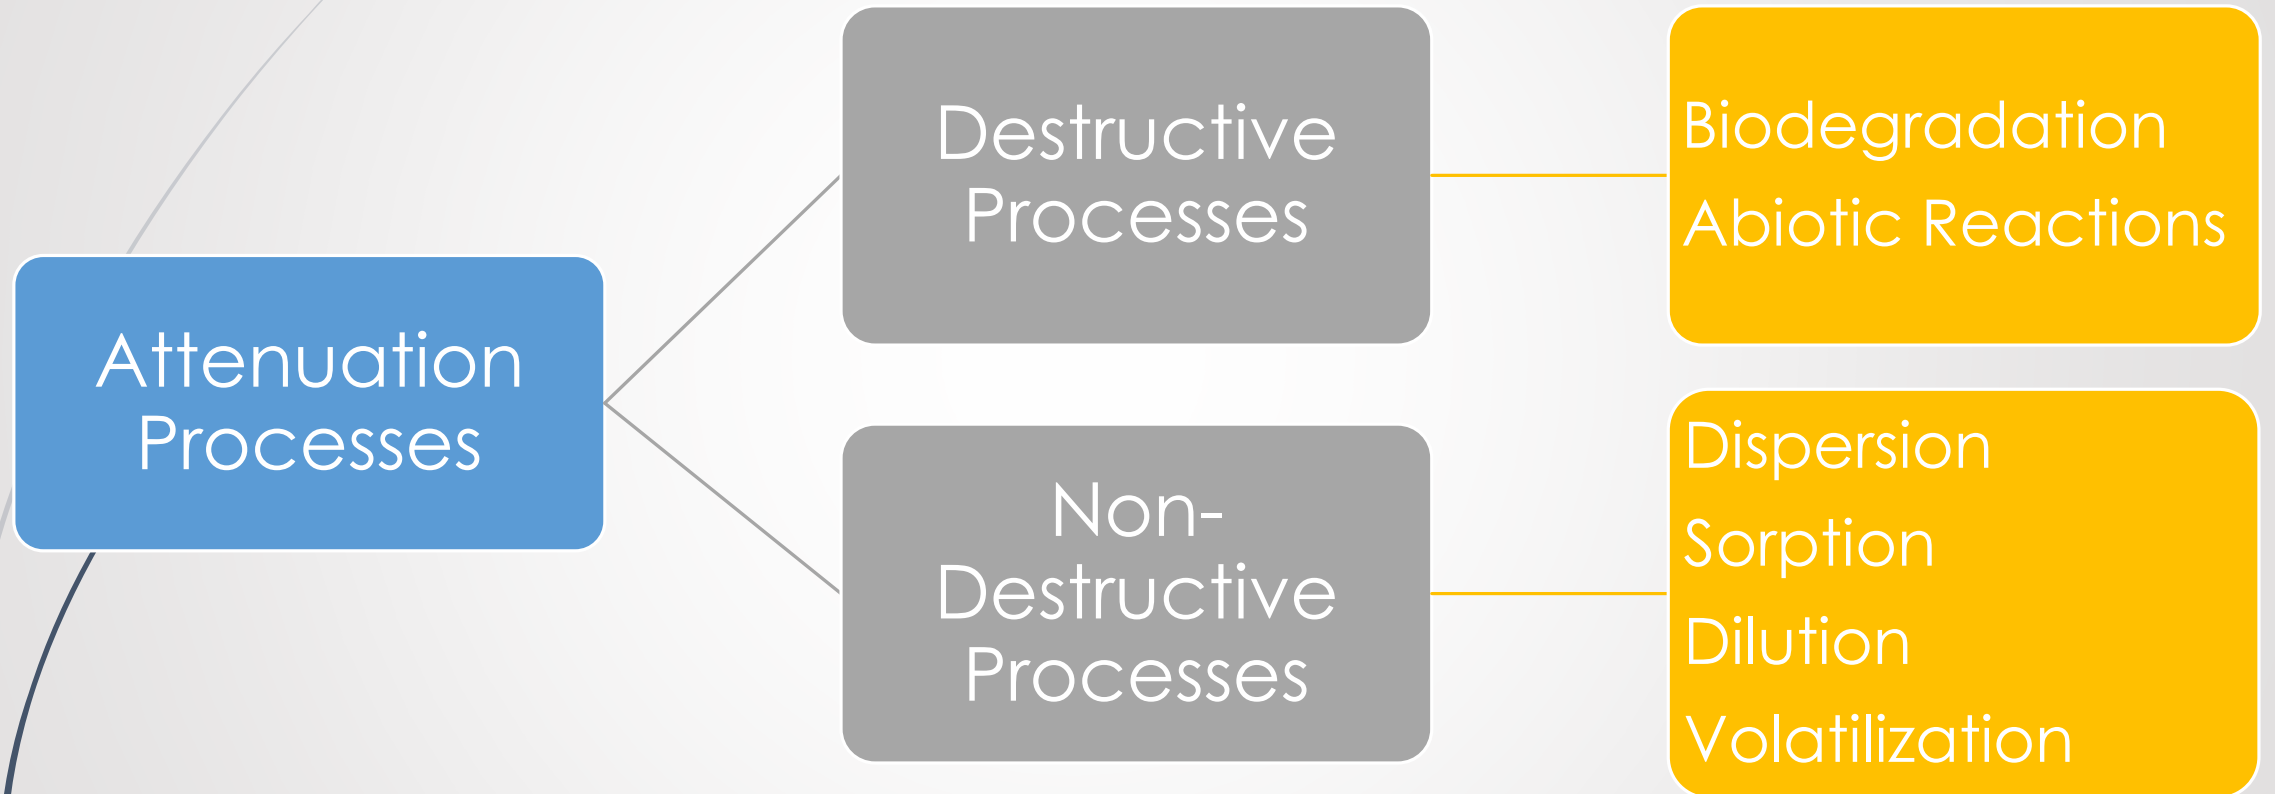 Attenuation
Processes
Destructive
Processes
Biodegradation
Abiotic Reactions
Non-
Destructive
Processes
Dispersion
Sorption
Dilution
Volatilization